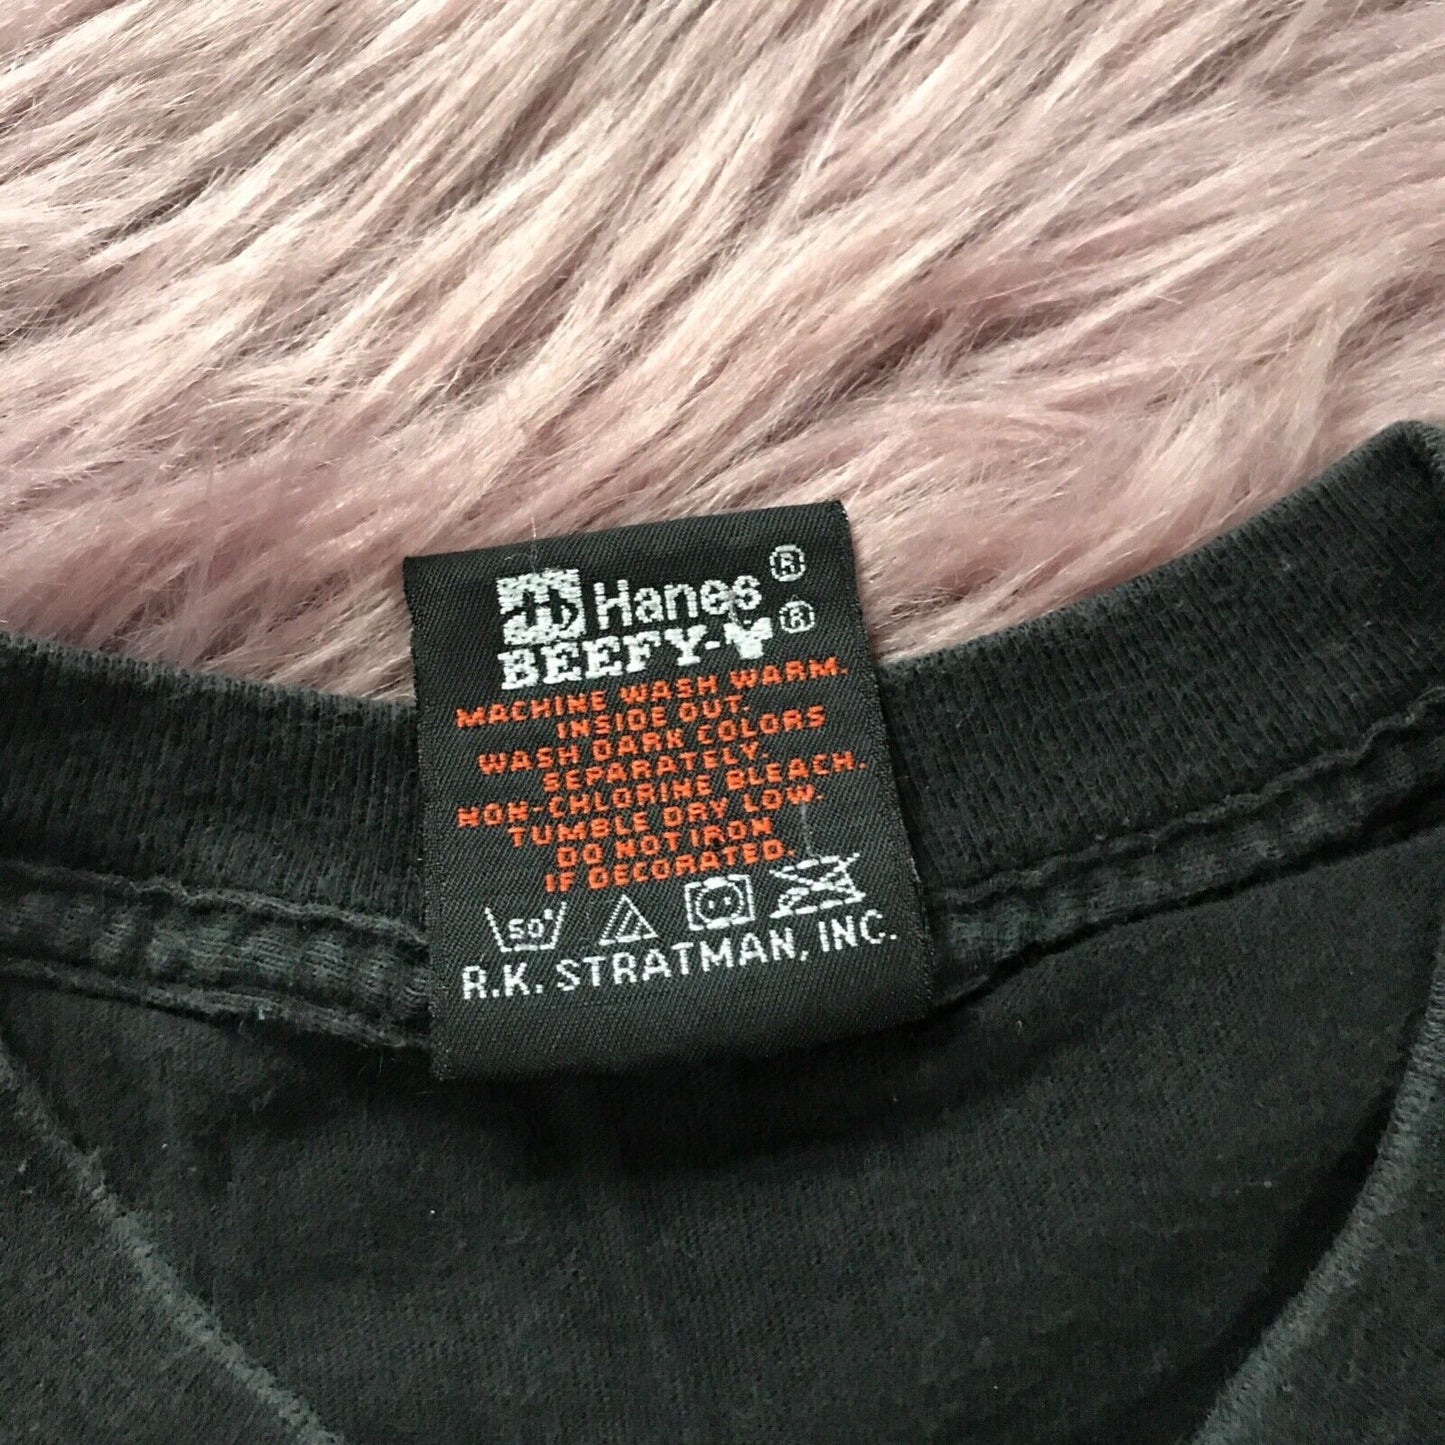 Hanes®
BEEFY-T®
MACHINE WASH WARM.
INSIDE OUT.
WASH DARK COLORS
SEPARATELY.
NON-CHLORINE BLEACH.
TUMBLE DRY LOW.
DO NOT IRON
IF DECORATED.
50°
R.K. STRATMAN, INC.